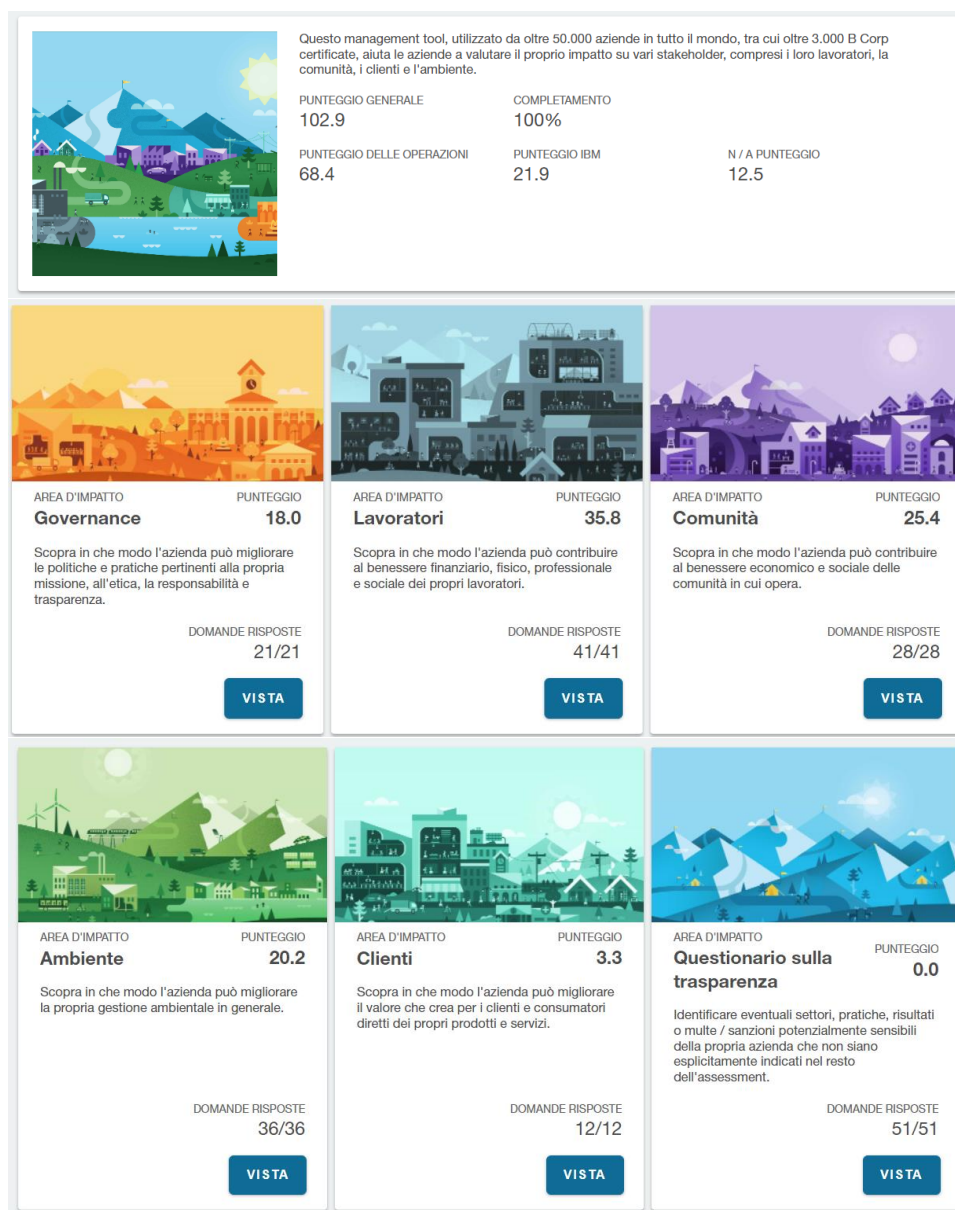 Questo management tool, utilizzato da oltre 50.000 aziende in tutto il mondo, tra cui oltre 3.000 B Corp
certificate, aiuta le aziende a valutare il proprio impatto su vari stakeholder, compresi i loro lavoratori, la
comunità, i clienti e l'ambiente.
PUNTEGGIO GENERALE COMPLETAMENTO
102.9 100%
PUNTEGGIO DELLE OPERAZIONI PUNTEGGIO IBM N / A PUNTEGGIO
68.4 21.9 12.5
AREA D'IMPATTO PUNTEGGIO
Governance 18.0
Scopra in che modo l'azienda può migliorare
le politiche e pratiche pertinenti alla propria
missione, all'etica, la responsabilità e
trasparenza.
DOMANDE RISPOSTE
21/21
VISTA
AREA D'IMPATTO PUNTEGGIO
Lavoratori 35.8
Scopra in che modo l'azienda può contribuire
al benessere finanziario, fisico, professionale
e sociale dei propri lavoratori.
DOMANDE RISPOSTE
41/41
VISTA
AREA D'IMPATTO PUNTEGGIO
Comunità 25.4
Scopra in che modo l'azienda può contribuire
al benessere economico e sociale delle
comunità in cui opera.
DOMANDE RISPOSTE
28/28
VISTA
AREA D'IMPATTO PUNTEGGIO
Ambiente 20.2
Scopra in che modo l'azienda può migliorare
la propria gestione ambientale in generale.
DOMANDE RISPOSTE
36/36
VISTA
AREA D'IMPATTO PUNTEGGIO
Clienti 3.3
Scopra in che modo l'azienda può migliorare
il valore che crea per i clienti e consumatori
diretti dei propri prodotti e servizi.
DOMANDE RISPOSTE
12/12
VISTA
AREA D'IMPATTO PUNTEGGIO
Questionario sulla 0.0
trasparenza
Identificare eventuali settori, pratiche, risultati
o multe / sanzioni potenzialmente sensibili
della propria azienda che non siano
esplicitamente indicati nel resto
dell'assessment.
DOMANDE RISPOSTE
51/51
VISTA